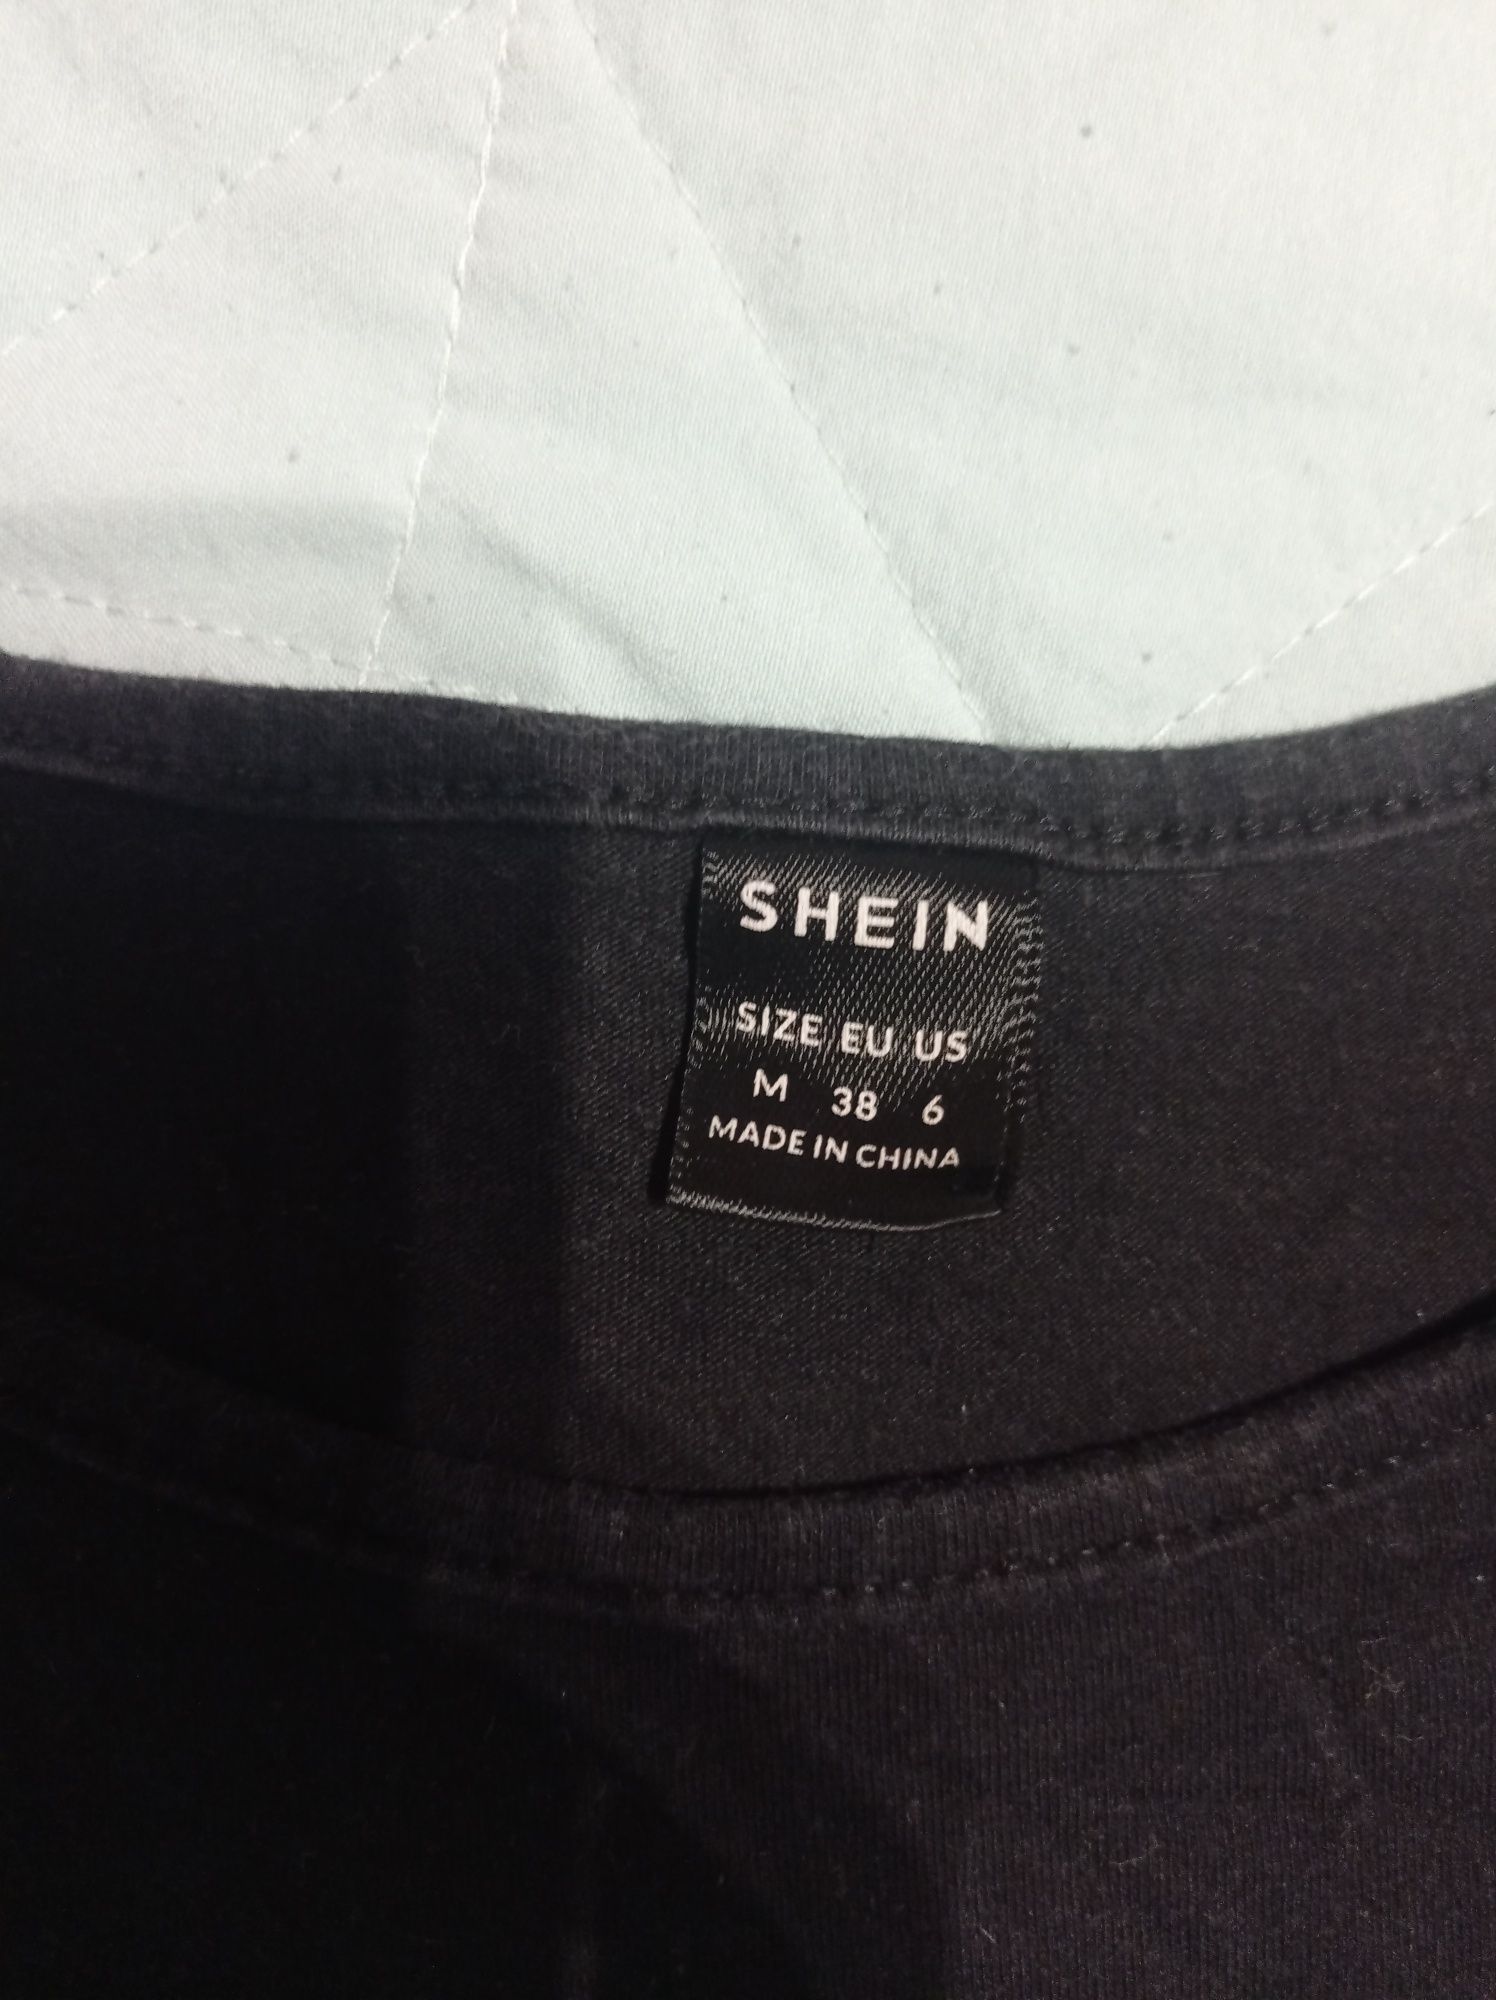 SHEIN
SIZE EU US
M 38 6
MADE IN CHINA